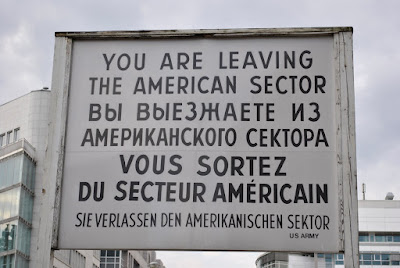 YOU ARE LEAVING
THE AMERICAN SECTOR
ВЫ ВЫЕЗЖАЕТЕ ИЗ
АМЕРИКАНСКОГО СЕКТОРА
VOUS SORTEZ
DU SECTEUR AMÉRICAIN
SIE VERLASSEN DEN AMERIKANISCHEN SEKTOR
US ARMY